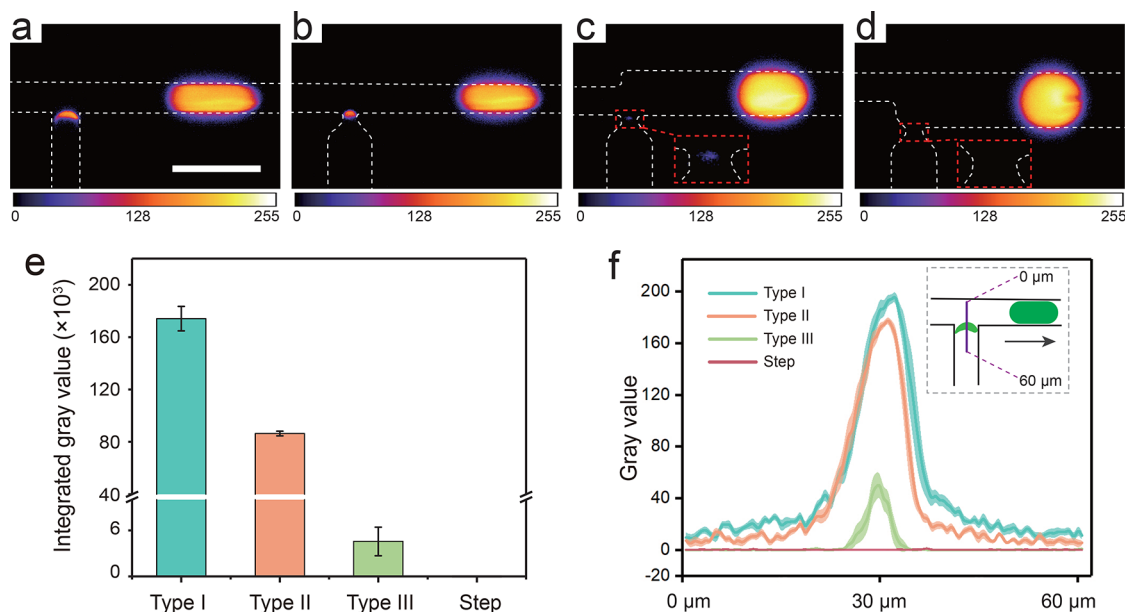 a
b
c
d
0 128 255
0 128 255
0 128 255
0 128 255
e
Integrated gray value (×10³)
200
160
120
80
40
6
0
Type I Type II Type III Step
f
Gray value
200
160
120
80
40
0
-20
Type I
Type II
Type III
Step
0 μm
60 μm
0 μm 30 μm 60 μm